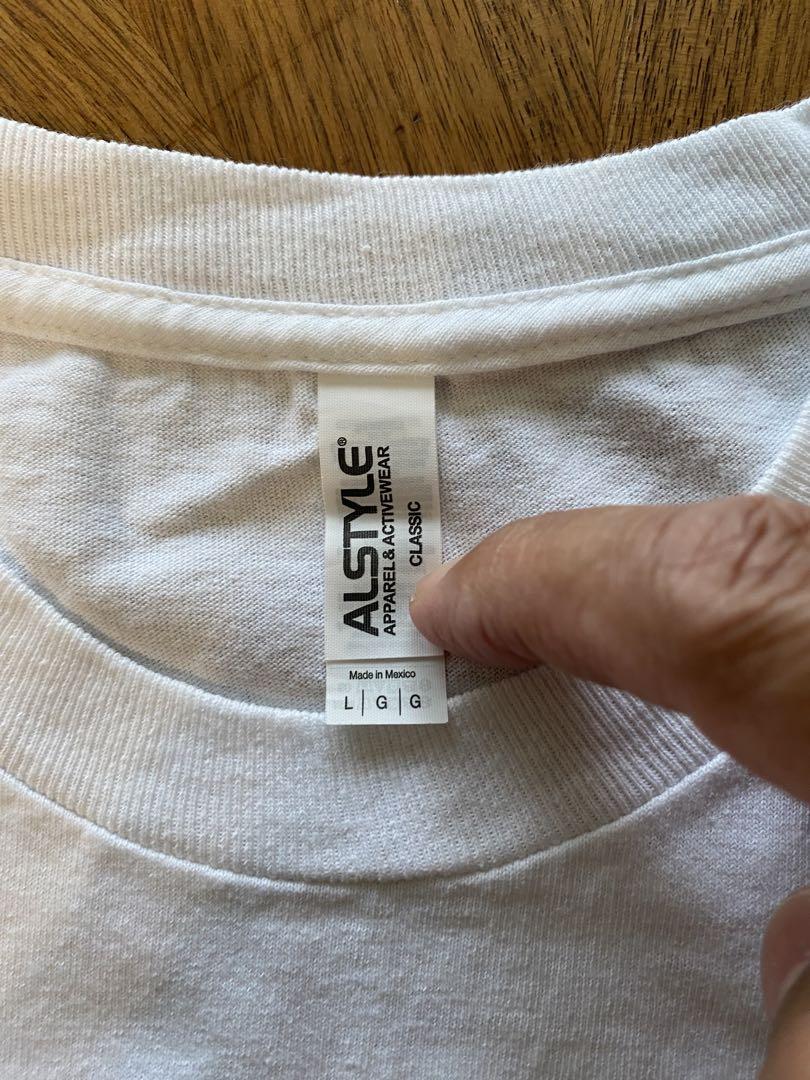 ALSTYLE®
APPAREL & ACTIVEWEAR
CLASSIC
Made in Mexico
L | G | G